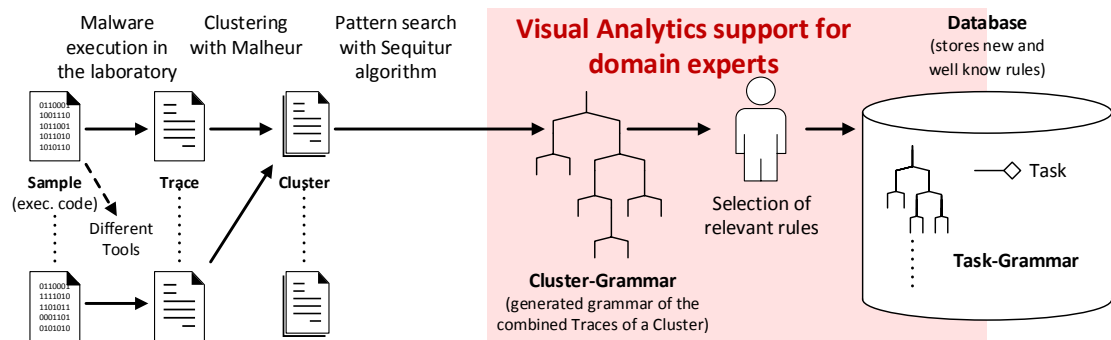 Malware
execution in
the laboratory
Clustering
with Malheur
Pattern search
with Sequitur
algorithm
Visual Analytics support for
domain experts
Database
(stores new and
well know rules)
0110001
1001110
1011001
1011010
1010110
Sample
(exec. code)
Trace
Cluster
Different
Tools
Selection of
relevant rules
Task
Task-Grammar
Cluster-Grammar
(generated grammar of the
combined Traces of a Cluster)
0110001
1111010
1101011
0001101
0101010